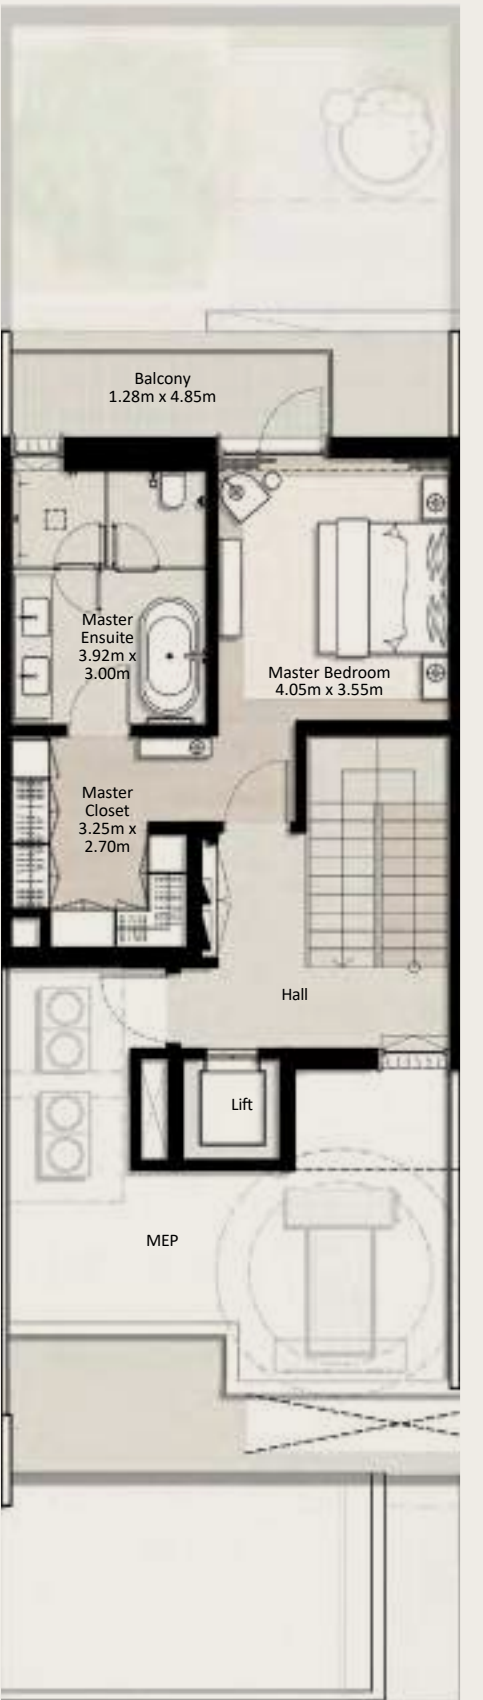 Balcony
1.28m x 4.85m
Master
Ensuite
3.92m x
3.00m
Master Bedroom
4.05m x 3.55m
Master
Closet
3.25m x
2.70m
Hall
Lift
MEP